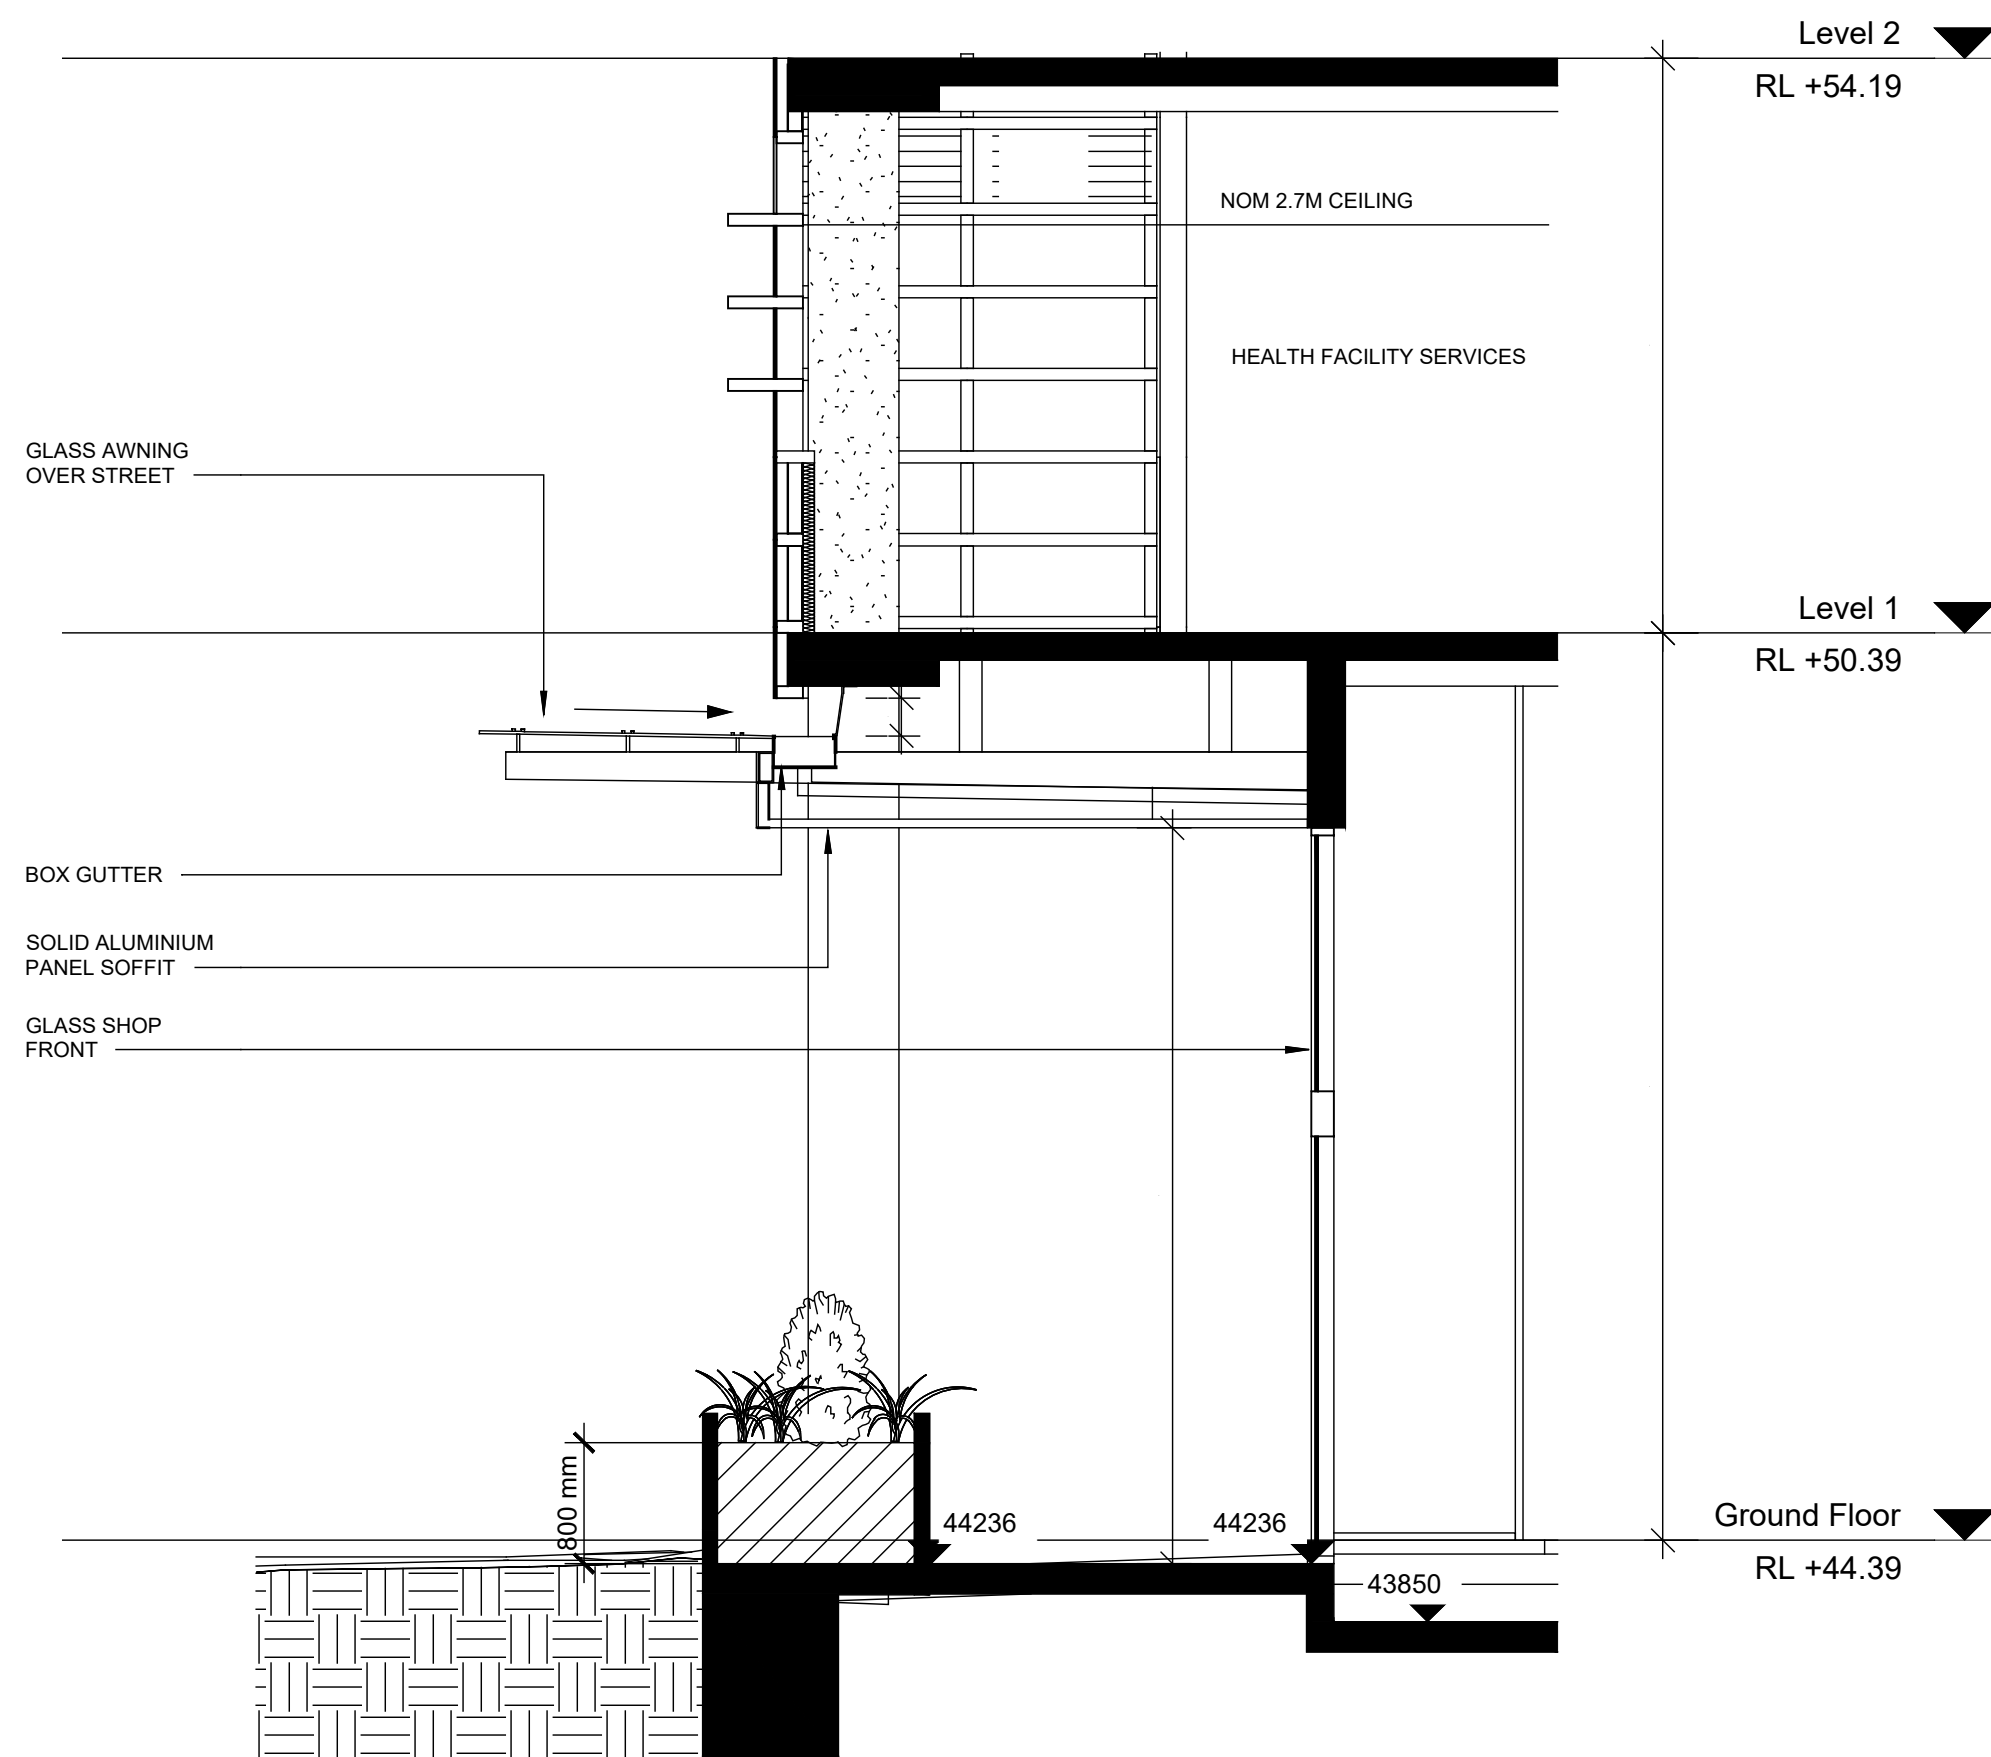 Level 2
RL +54.19
NOM 2.7M CEILING
HEALTH FACILITY SERVICES
GLASS AWNING
OVER STREET
Level 1
RL +50.39
BOX GUTTER
SOLID ALUMINIUM
PANEL SOFFIT
GLASS SHOP
FRONT
800 mm
44236
44236
Ground Floor
RL +44.39
43850